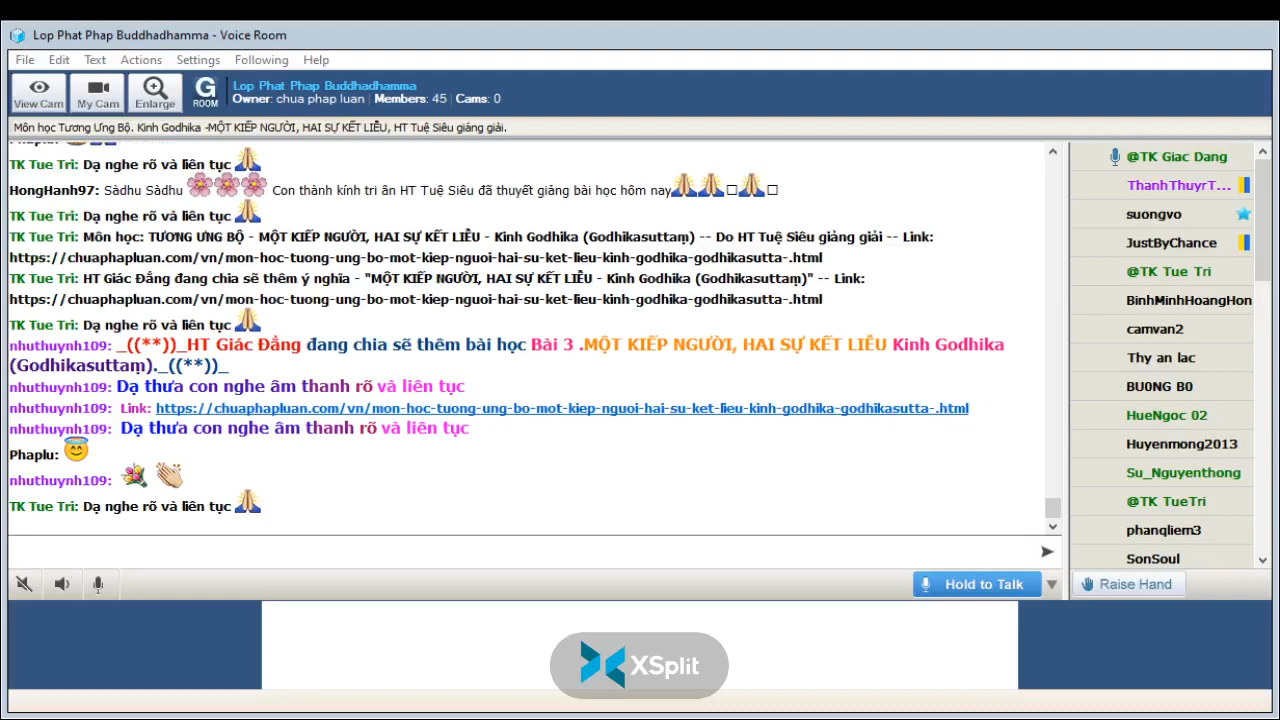 Lop Phat Phap Buddhadhamma - Voice Room
File Edit Text Actions Settings Following Help
View Cam My Cam Enlarge G ROOM
Lop Phat Phap Buddhadhamma
Owner: chua phap luan | Members: 45 | Cams: 0
Môn học Tương Ưng Bộ. Kinh Godhika -MỘT KIẾP NGƯỜI, HAI SỰ KẾT LIỄU, HT Tuệ Siêu giảng giải.
TK Tue Tri: Dạ nghe rõ và liên tục
HongHanh97: Sàdhu Sàdhu Con thành kính tri ân HT Tuệ Siêu đã thuyết giảng bài học hôm nay
TK Tue Tri: Dạ nghe rõ và liên tục
TK Tue Tri: Môn học: TƯƠNG ƯNG BỘ - MỘT KIẾP NGƯỜI, HAI SỰ KẾT LIỄU - Kinh Godhika (Godhikasuttaṃ) -- Do HT Tuệ Siêu giảng giải -- Link:
https://chuaphapluan.com/vn/mon-hoc-tuong-ung-bo-mot-kiep-nguoi-hai-su-ket-lieu-kinh-godhika-godhikasutta-.html
TK Tue Tri: HT Giác Đẳng đang chia sẽ thêm ý nghĩa - "MỘT KIẾP NGƯỜI, HAI SỰ KẾT LIỄU - Kinh Godhika (Godhikasuttaṃ)" -- Link:
https://chuaphapluan.com/vn/mon-hoc-tuong-ung-bo-mot-kiep-nguoi-hai-su-ket-lieu-kinh-godhika-godhikasutta-.html
TK Tue Tri: Dạ nghe rõ và liên tục
nhuthuynh109: _((**))_HT Giác Đẳng đang chia sẽ thêm bài học Bài 3 .MỘT KIẾP NGƯỜI, HAI SỰ KẾT LIỄU Kinh Godhika
(Godhikasuttaṃ)._((**))_
nhuthuynh109: Dạ thưa con nghe âm thanh rõ và liên tục
nhuthuynh109: Link: https://chuaphapluan.com/vn/mon-hoc-tuong-ung-bo-mot-kiep-nguoi-hai-su-ket-lieu-kinh-godhika-godhikasutta-.html
nhuthuynh109: Dạ thưa con nghe âm thanh rõ và liên tục
Phaplu:
nhuthuynh109:
TK Tue Tri: Dạ nghe rõ và liên tục
@TK Giac Dang
ThanhThuyrT...
suongvo
JustByChance
@TK Tue Tri
BinhMinhHoangHon
camvan2
Thy an lac
BU0NG B0
HueNgoc 02
Huyenmong2013
Su_Nguyenthong
@TK TueTri
phanqliem3
SonSoul
Hold to Talk
Raise Hand
XSplit